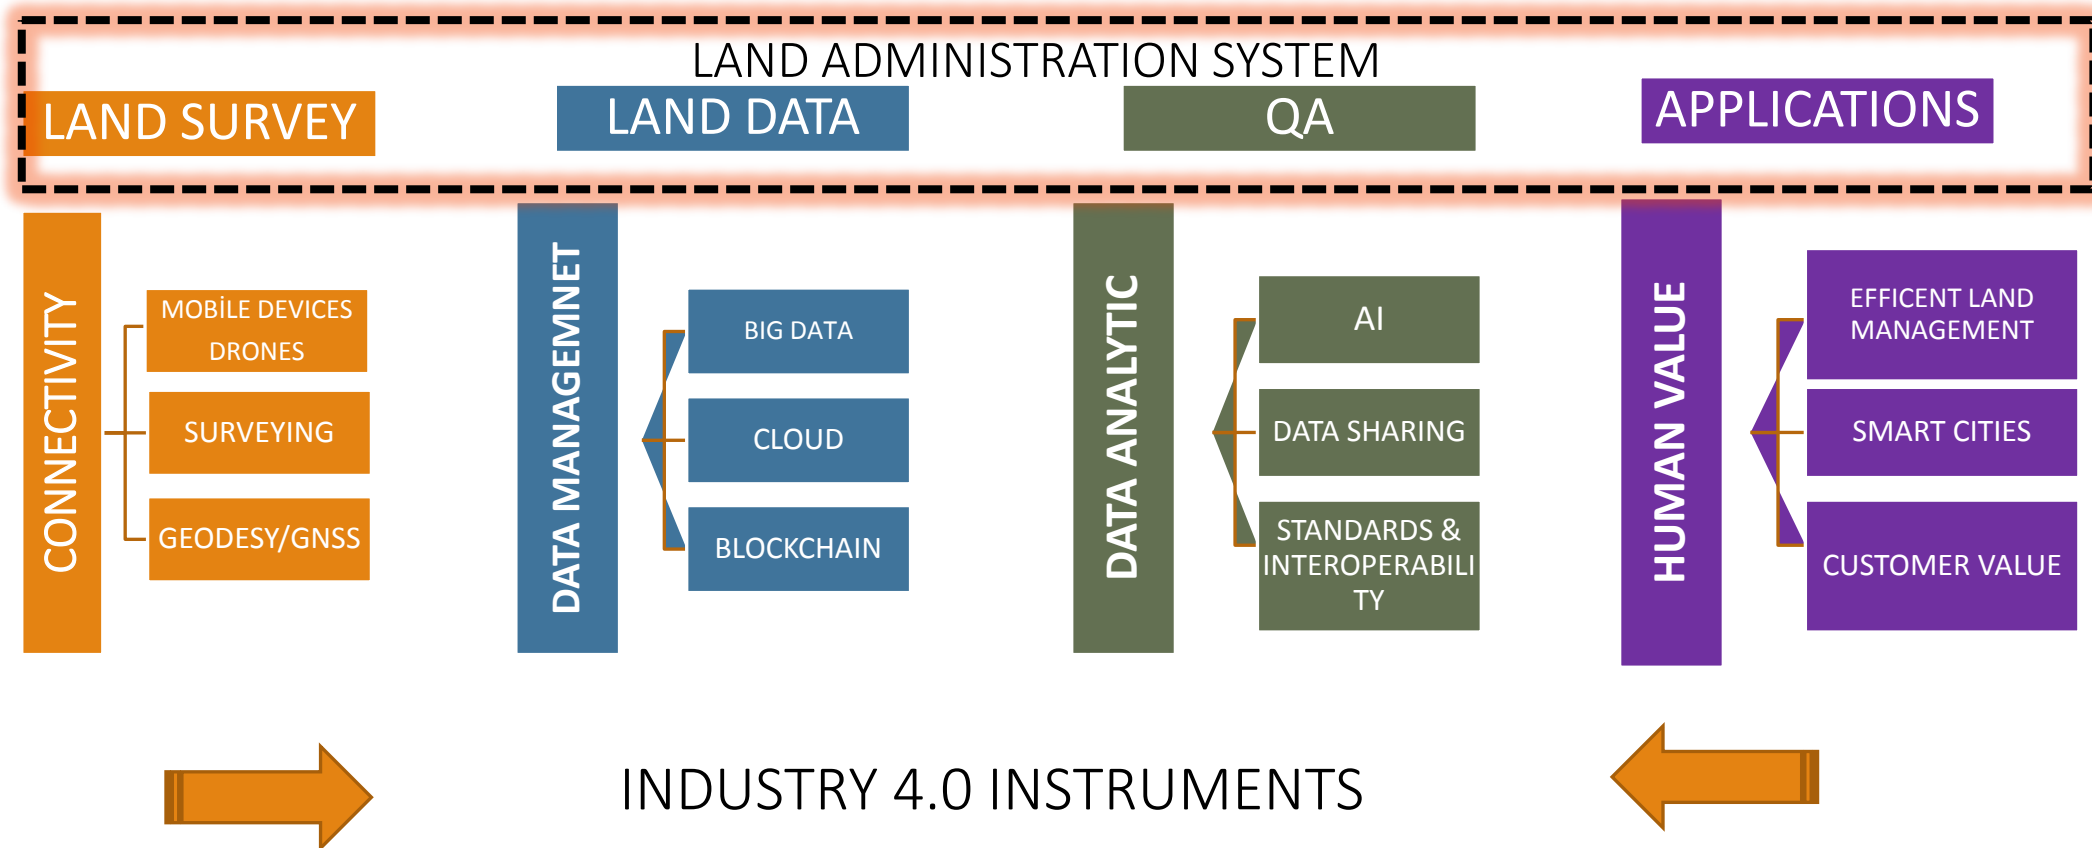 LAND ADMINISTRATION SYSTEM
LAND SURVEY
LAND DATA
QA
APPLICATIONS
CONNECTIVITY
MOBİLE DEVICES
DRONES
SURVEYING
GEODESY/GNSS
DATA MANAGEMNET
BIG DATA
CLOUD
BLOCKCHAIN
DATA ANALYTIC
AI
DATA SHARING
STANDARDS &
INTEROPERABILI
TY
HUMAN VALUE
EFFICENT LAND
MANAGEMENT
SMART CITIES
CUSTOMER VALUE
INDUSTRY 4.0 INSTRUMENTS